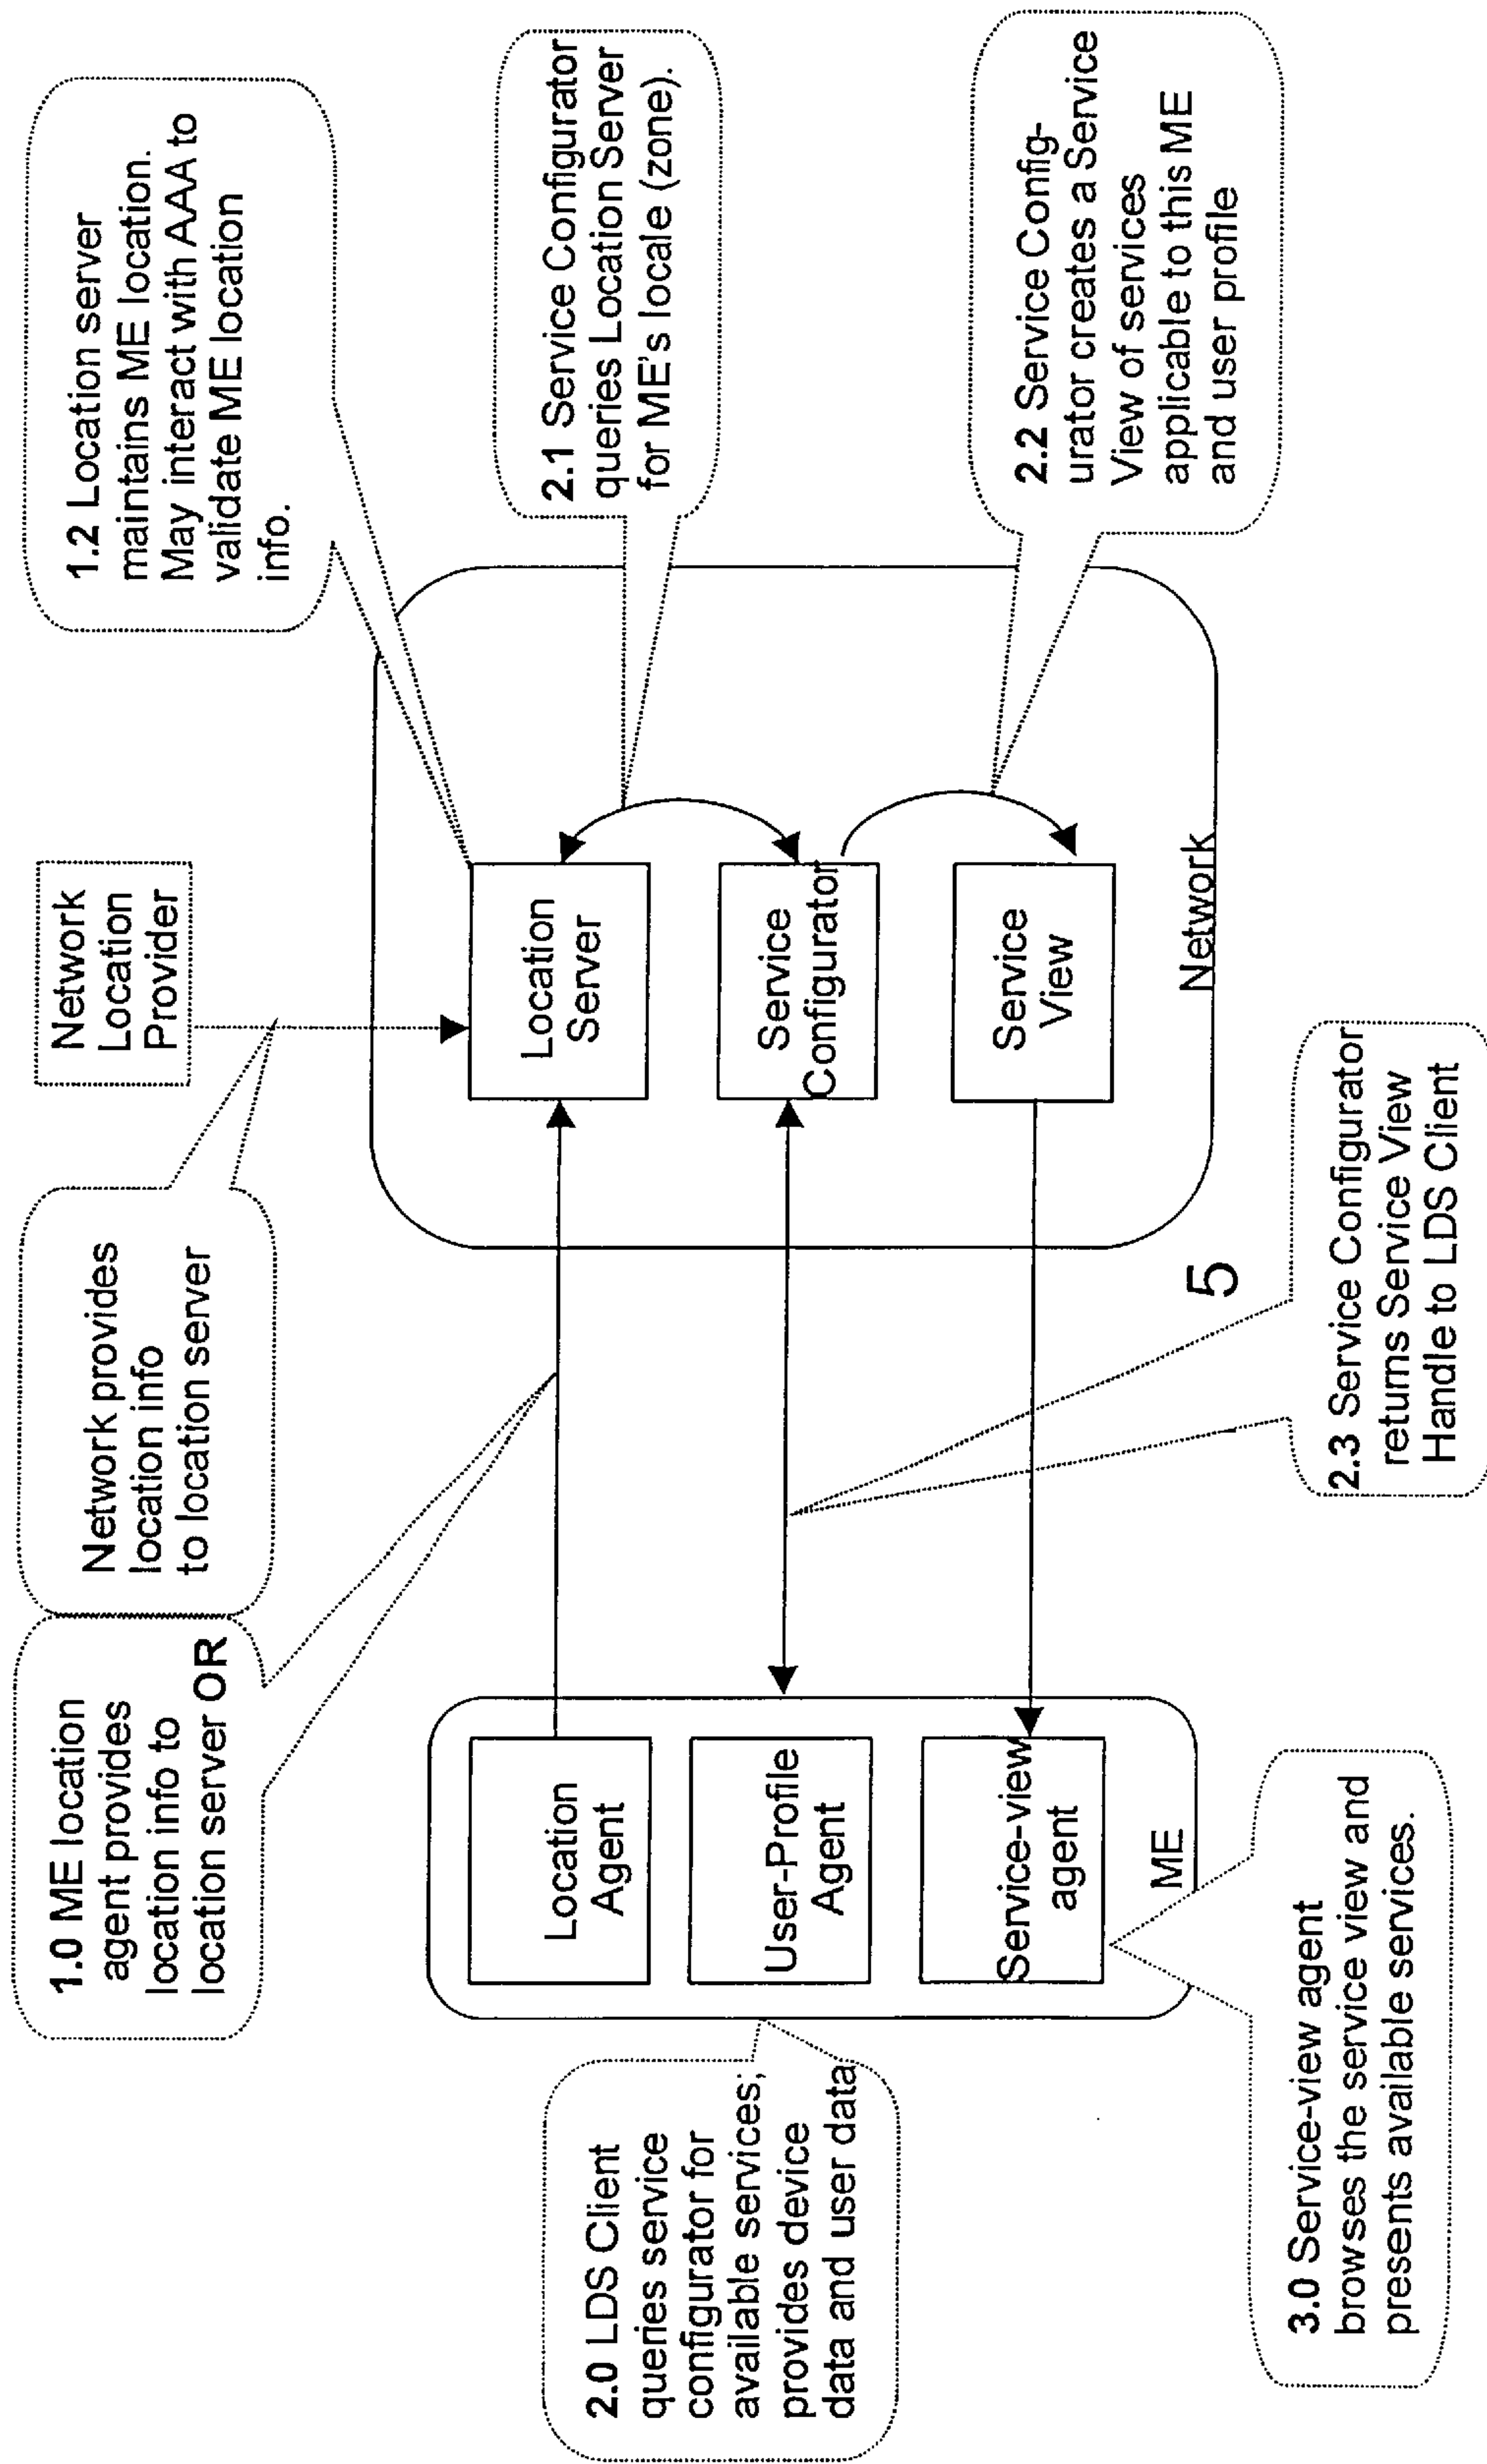 1.0 ME location
agent provides
location info to
location server OR
Network provides
location info
to location server
Network
Location
Provider
1.2 Location server
maintains ME location.
May interact with AAA to
validate ME location
info.
2.0 LDS Client
queries service
configurator for
available services;
provides device
data and user data
Location
Agent
User-Profile
Agent
Service-view
agent
ME
Location
Server
Service
Configurator
Service
View
Network
2.1 Service Configurator
queries Location Server
for ME's locale (zone).
2.2 Service Config-
urator creates a Service
View of services
applicable to this ME
and user profile
3.0 Service-view agent
browses the service view and
presents available services.
5
2.3 Service Configurator
returns Service View
Handle to LDS Client